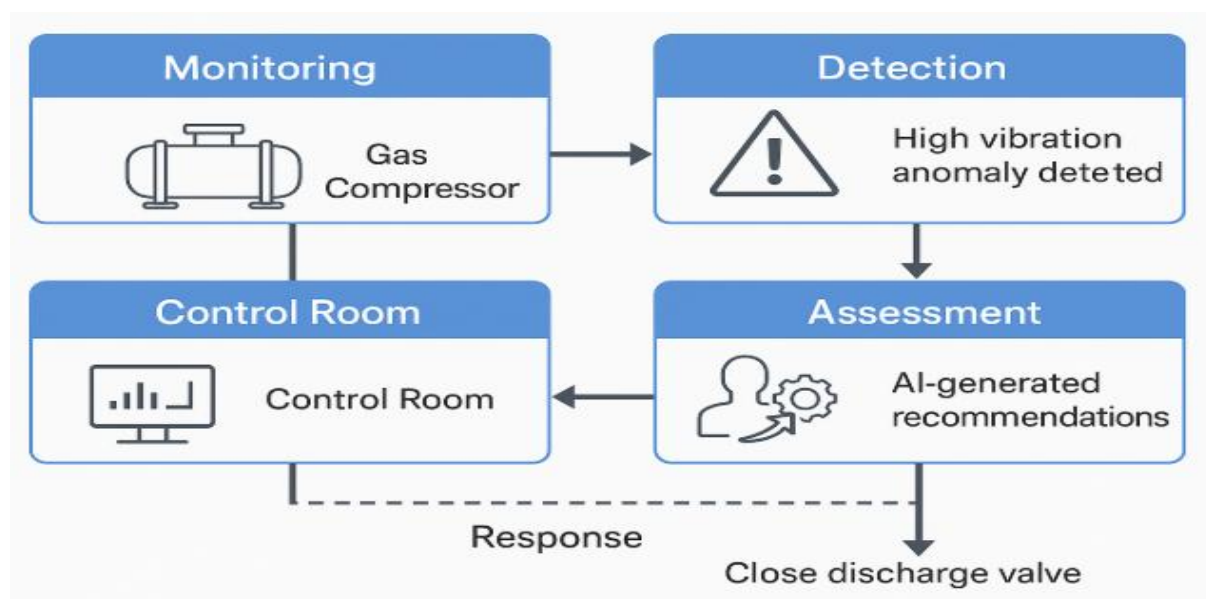 Monitoring
Gas
Compressor
Detection
High vibration
anomaly deteted
Control Room
Control Room
Assessment
AI-generated
recommendations
Response
Close discharge valve